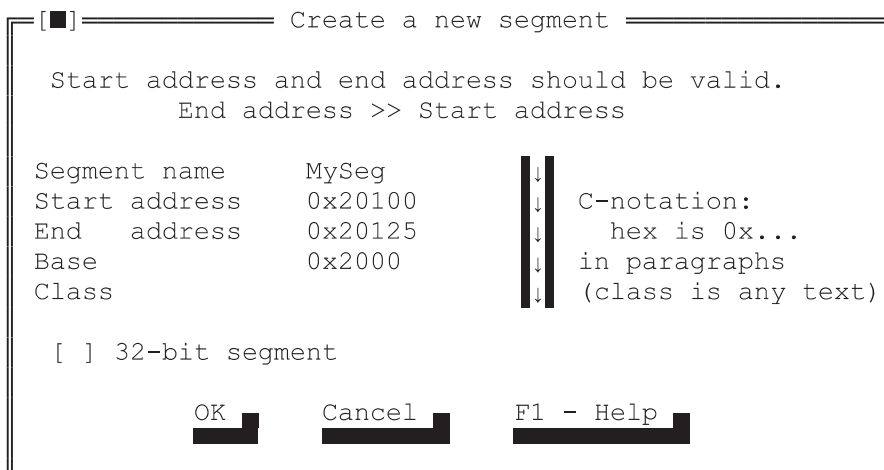 [■] Create a new segment
Start address and end address should be valid.
End address >> Start address
Segment name MySeg ↓
Start address 0x20100 ↓ C-notation:
End address 0x20125 ↓ hex is 0x...
Base 0x2000 ↓ in paragraphs
Class ↓ (class is any text)
[ ] 32-bit segment
OK Cancel F1 - Help